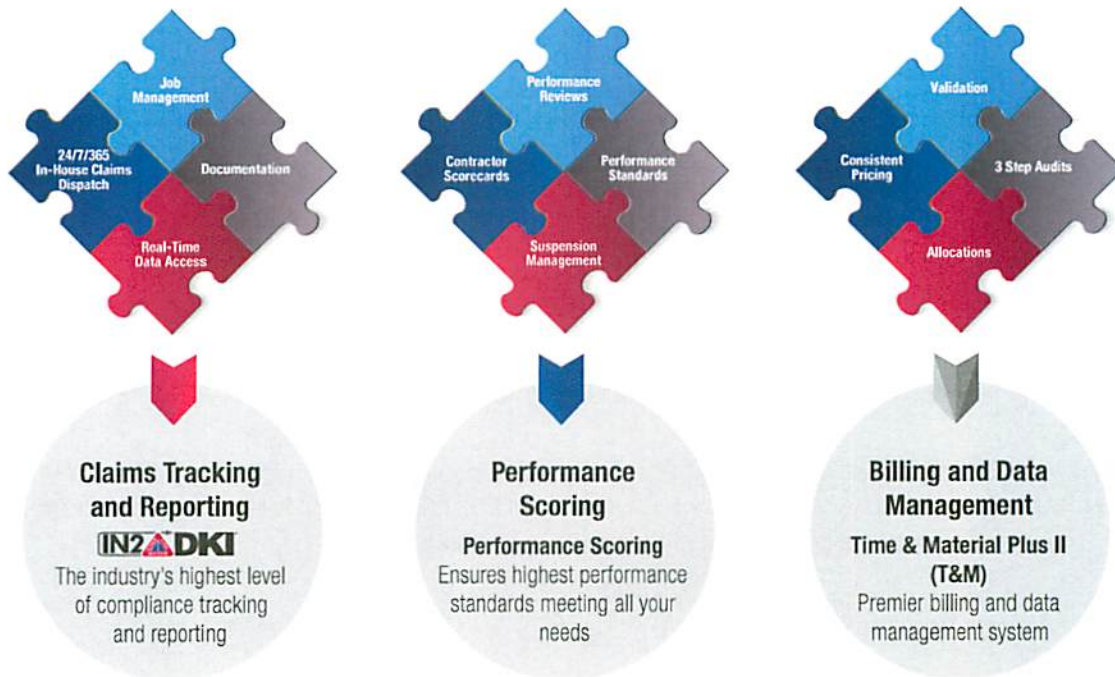 Job
Management
24/7/365
In-House Claims
Dispatch
Documentation
Real-Time
Data Access
Claims Tracking
and Reporting
IN2 DKI
The industry's highest level
of compliance tracking
and reporting
Performance
Reviews
Contractor
Scorecards
Performance
Standards
Suspension
Management
Performance
Scoring
Performance Scoring
Ensures highest performance
standards meeting all your
needs
Validation
Consistent
Pricing
3 Step Audits
Allocations
Billing and Data
Management
Time & Material Plus II
(T&M)
Premier billing and data
management system